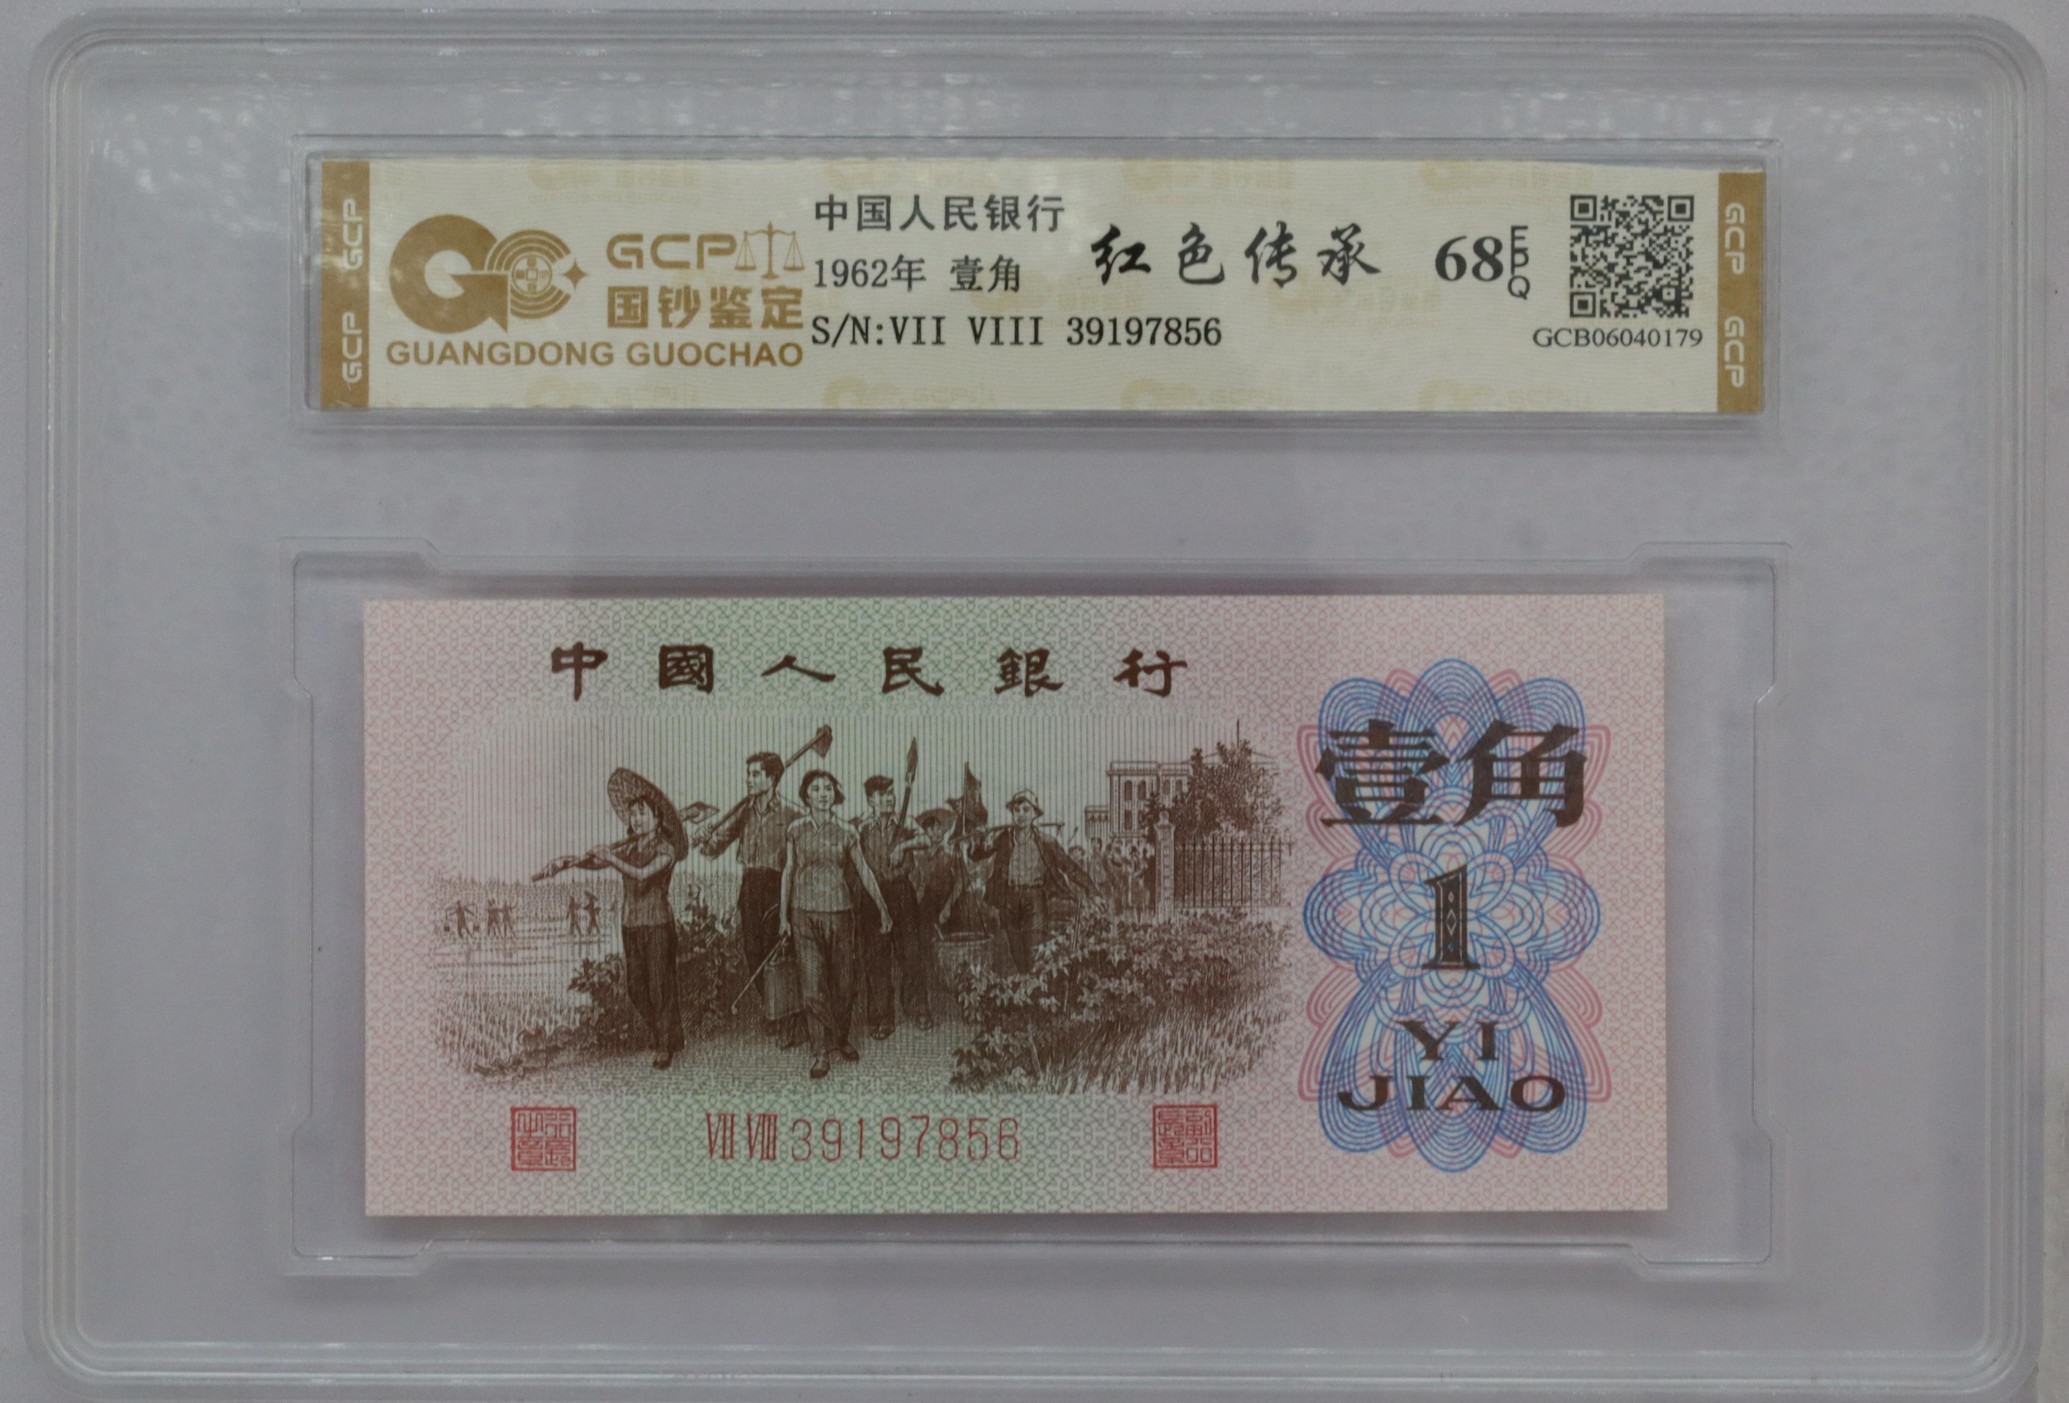 GCP GCP
GCP
国钞鉴定
GUANGDONG GUOCHAO
中国人民银行
1962年 壹角
S/N:VII VIII 39197856
红色传承
68 EPQ
GCB06040179
GCP GCP
中國人民銀行
壹角
1
YI
JIAO
VII VIII 39197856